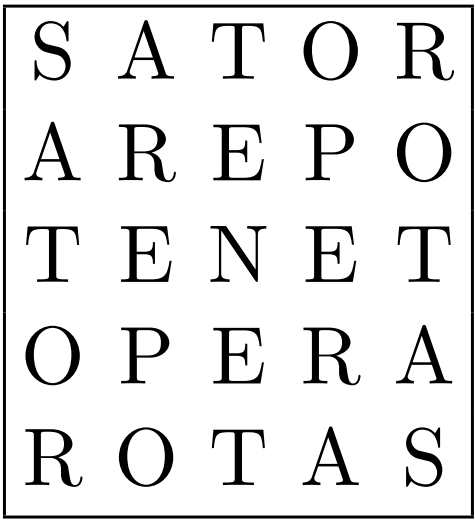 S A T O R
A R E P O
T E N E T
O P E R A
R O T A S